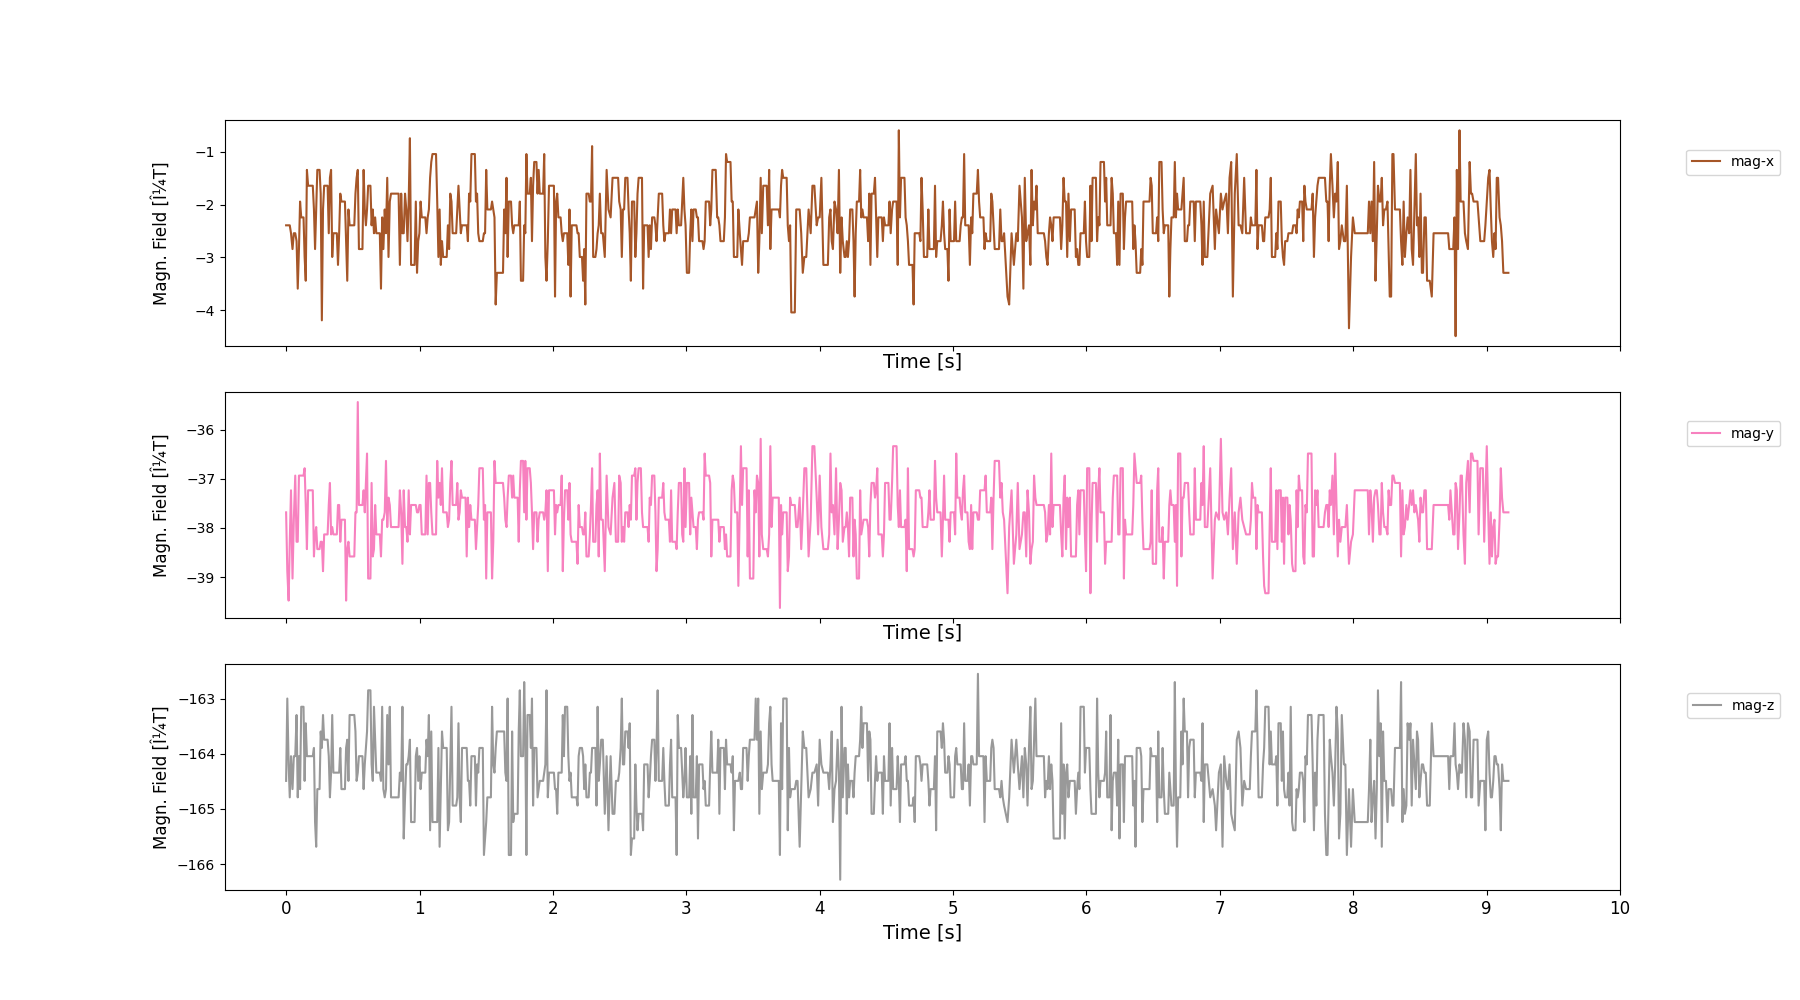 Magn. Field [Î¼T]
−1
−2
−3
−4
Time [s]
mag-x
Magn. Field [Î¼T]
−36
−37
−38
−39
Time [s]
mag-y
Magn. Field [Î¼T]
−163
−164
−165
−166
0 1 2 3 4 5 6 7 8 9 10
Time [s]
mag-z